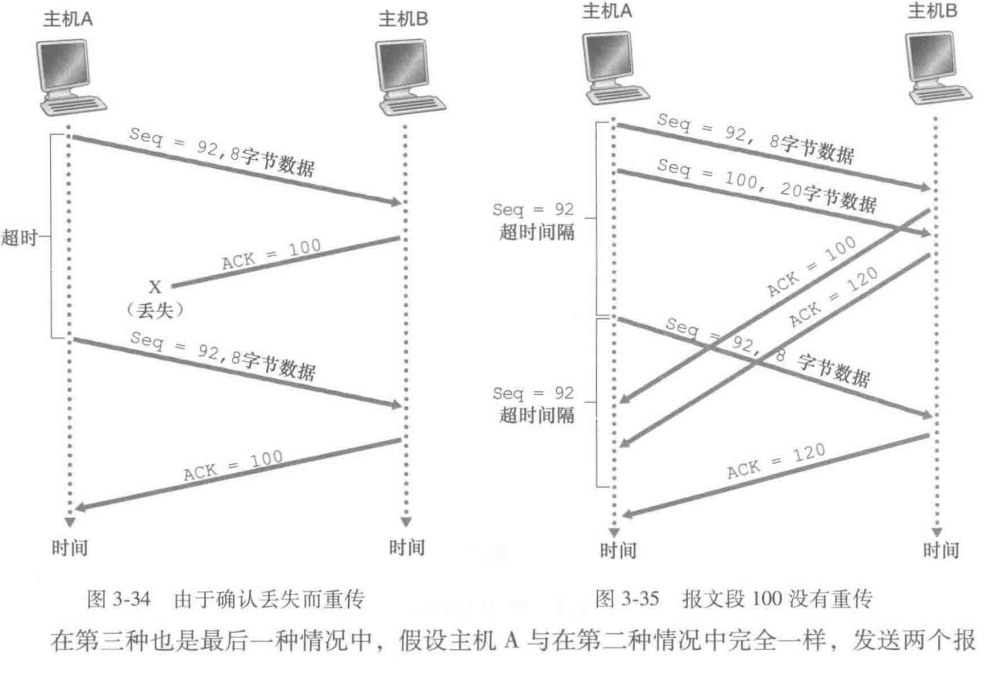 主机A
主机B
Seq = 92,8字节数据
超时
ACK = 100
X
（丢失）
Seq = 92,8字节数据
ACK = 100
时间
时间
图 3-34 由于确认丢失而重传
主机A
主机B
Seq = 92, 8字节数据
Seq = 100, 20字节数据
Seq = 92
超时间隔
ACK = 100
ACK = 120
Seq = 92, 8 字节数据
Seq = 92
超时间隔
ACK = 120
时间
时间
图 3-35 报文段 100 没有重传
在第三种也是最后一种情况中，假设主机 A 与在第二种情况中完全一样，发送两个报